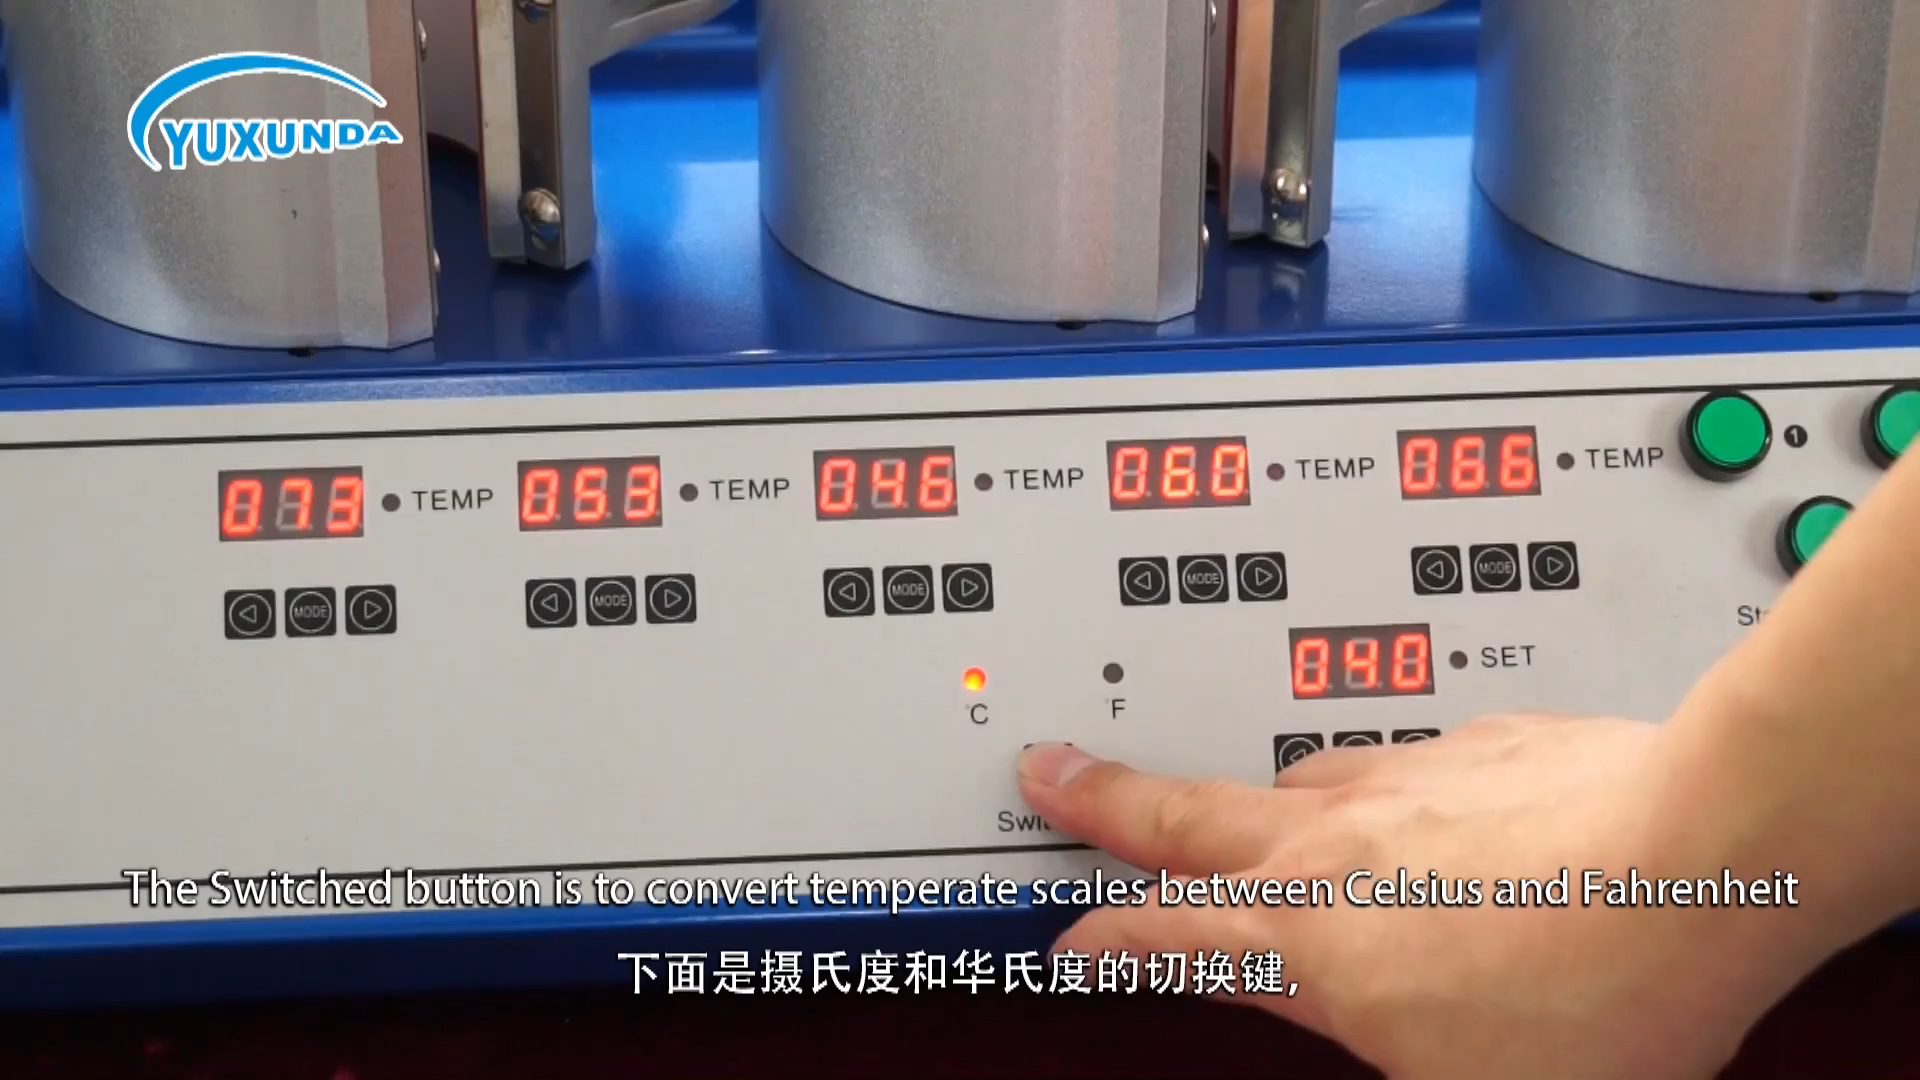 YUXUNDA
073 TEMP 053 TEMP 046 TEMP 060 TEMP 066 TEMP 1
MODE MODE MODE MODE MODE
040 SET
°C °F
The Switched button is to convert temperate scales between Celsius and Fahrenheit
下面是摄氏度和华氏度的切换键,